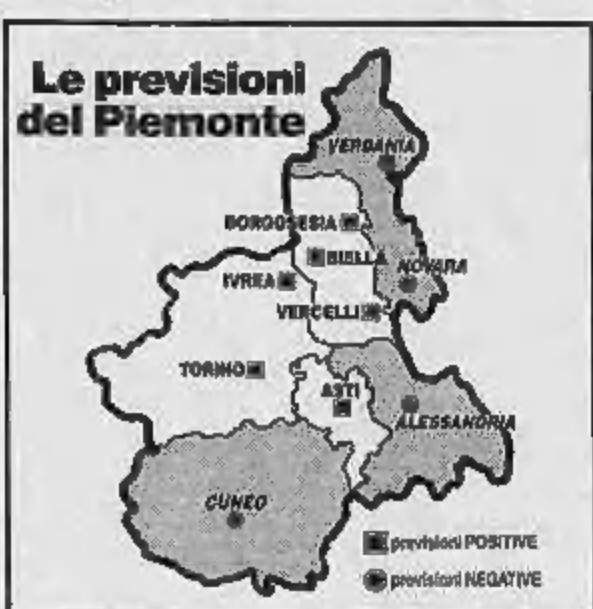 Le previsioni
del Piemonte
VERBANIA
BORGOSESIA
BIELLA
IVREA
NOVARA
VERCELLI
TORINO
ASTI
ALESSANDRIA
CUNEO
previsioni POSITIVE
previsioni NEGATIVE